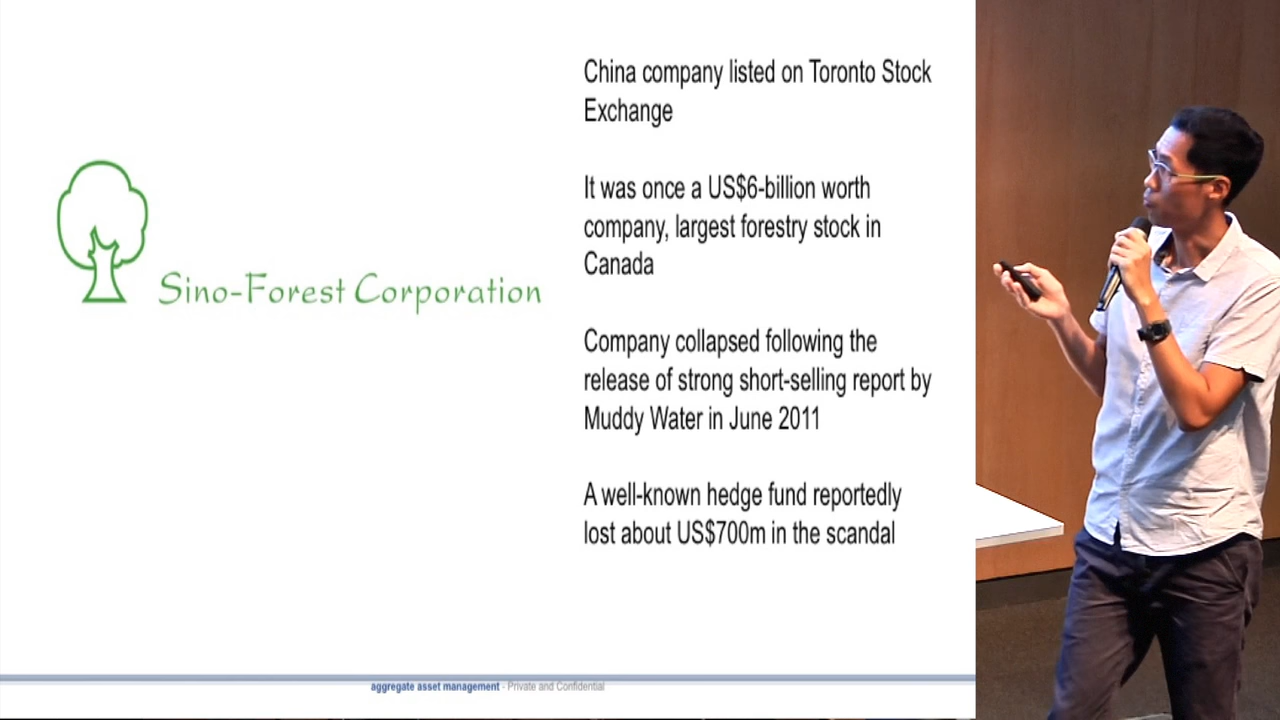 China company listed on Toronto Stock
Exchange
It was once a US$6-billion worth
company, largest forestry stock in
Canada
Sino-Forest Corporation
Company collapsed following the
release of strong short-selling report by
Muddy Water in June 2011
A well-known hedge fund reportedly
lost about US$700m in the scandal
aggregate asset management - Private and Confidential